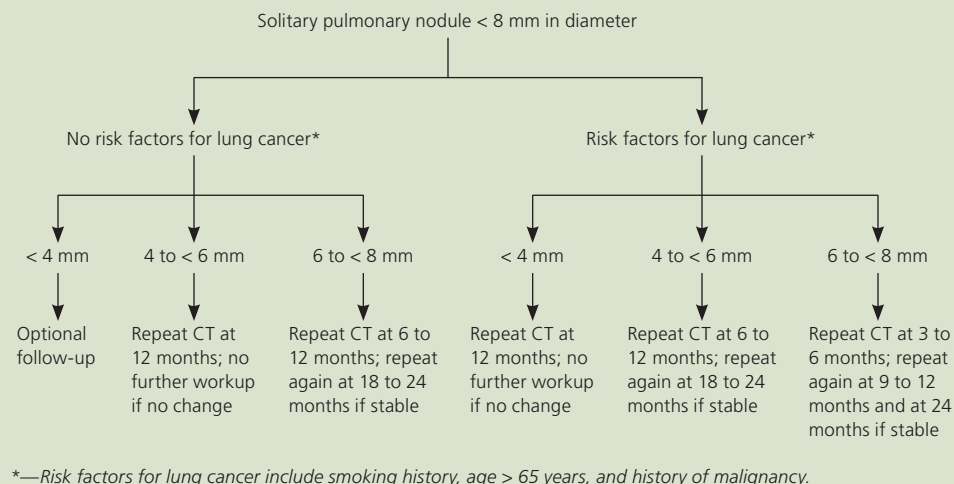 Solitary pulmonary nodule < 8 mm in diameter
No risk factors for lung cancer*
Risk factors for lung cancer*
< 4 mm
4 to < 6 mm
6 to < 8 mm
< 4 mm
4 to < 6 mm
6 to < 8 mm
Optional
follow-up
Repeat CT at
12 months; no
further workup
if no change
Repeat CT at 6 to
12 months; repeat
again at 18 to 24
months if stable
Repeat CT at
12 months; no
further workup
if no change
Repeat CT at 6 to
12 months; repeat
again at 18 to 24
months if stable
Repeat CT at 3 to
6 months; repeat
again at 9 to 12
months and at 24
months if stable
*—Risk factors for lung cancer include smoking history, age > 65 years, and history of malignancy.